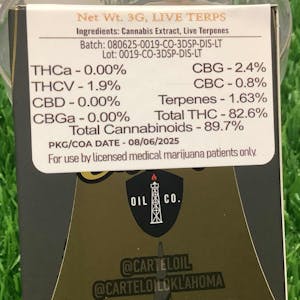 Net Wt. 3G, LIVE TERPS
Ingredients: Cannabis Extract, Live Terpenes
Batch: 080625-0019-CO-3DSP-DIS-LT
Lot: 0019-CO-3DSP-DIS-LT
THCa - 0.00%
THCV - 1.9%
CBD - 0.00%
CBGa - 0.00%
CBG - 2.4%
CBC - 0.8%
Terpenes - 1.63%
Total THC - 82.6%
Total Cannabinoids - 89.7%
PKG/COA DATE - 08/06/2025
For use by licensed medical marijuana patients only
OIL CO.
@CARTELOIL
@CARTELOILOKLAHOMA